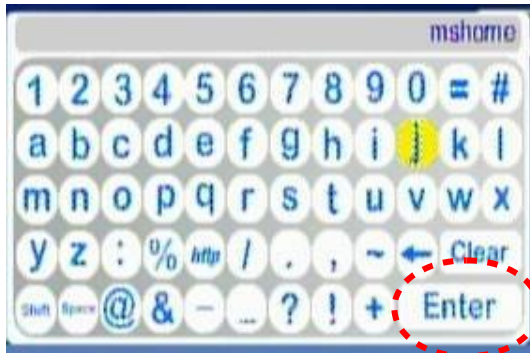 mshome
1 2 3 4 5 6 7 8 9 0 = #
a b c d e f g h i j k l
m n o p q r s t u v w x
y z : % http / . , ~ ← Clear
Shift Space @ & - _ ? ! + Enter